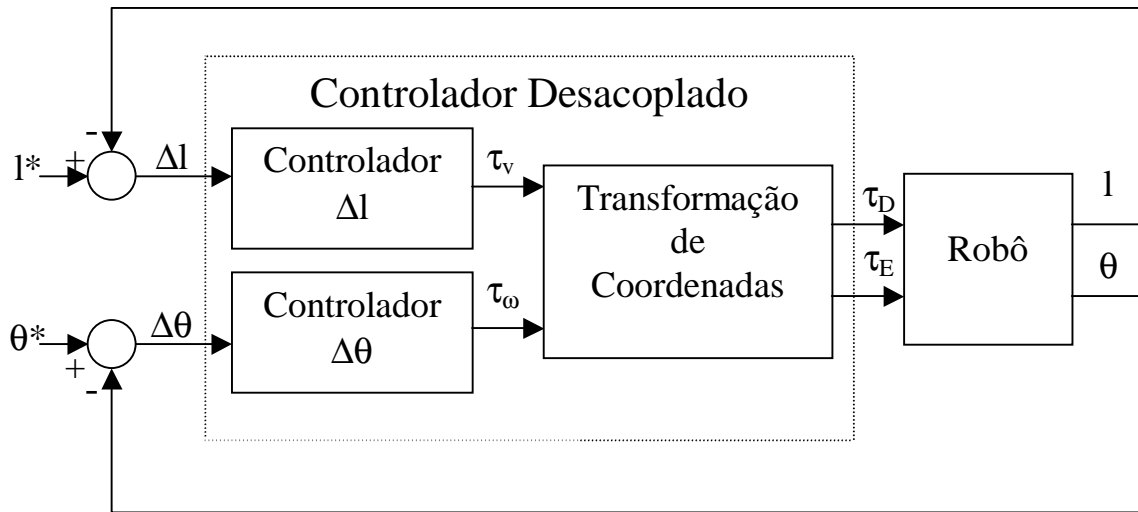 Controlador Desacoplado
-
+
l*
Δl
Controlador
Δl
τv
Transformação
de
Coordenadas
τD
τE
Robô
l
θ
θ*
+
-
Δθ
Controlador
Δθ
τω